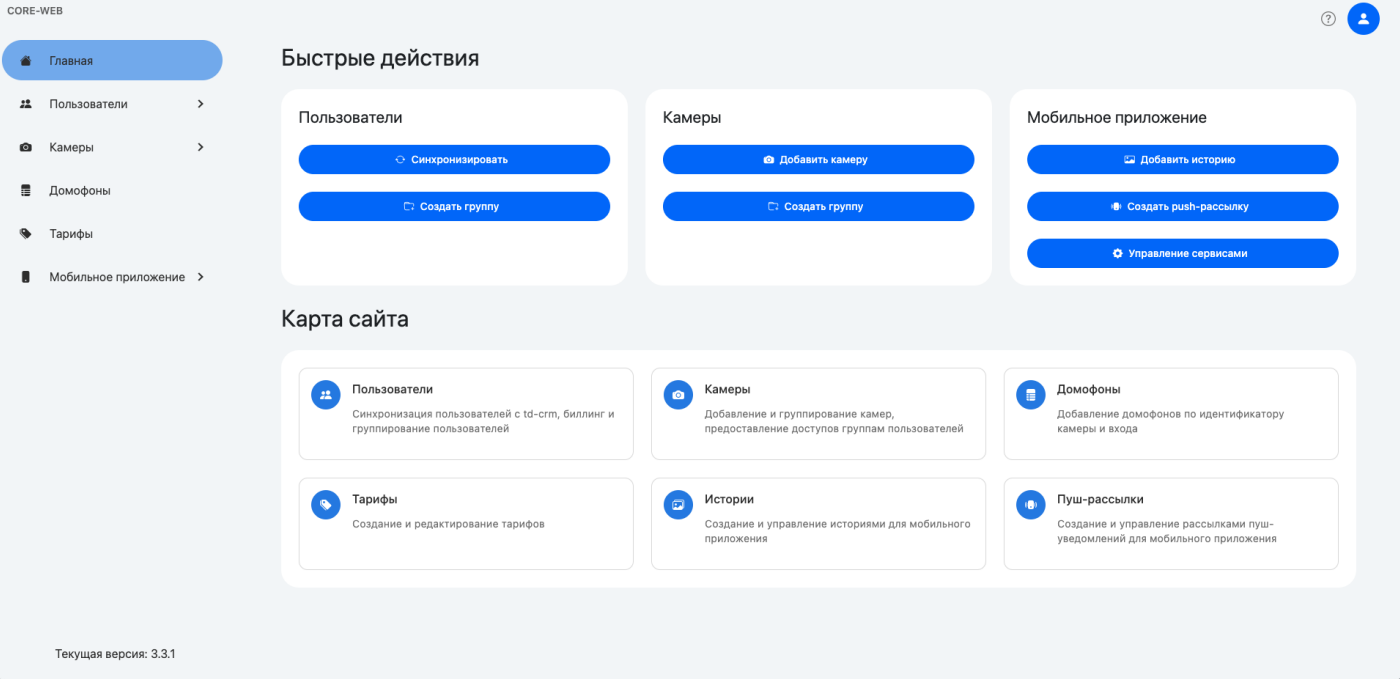 CORE-WEB
?
Главная
Пользователи
Камеры
Домофоны
Тарифы
Мобильное приложение
Быстрые действия
Пользователи
Синхронизировать
Создать группу
Камеры
Добавить камеру
Создать группу
Мобильное приложение
Добавить историю
Создать push-рассылку
Управление сервисами
Карта сайта
Пользователи
Синхронизация пользователей с td-crm, биллинг и
группирование пользователей
Камеры
Добавление и группирование камер,
предоставление доступов группам пользователей
Домофоны
Добавление домофонов по идентификатору
камеры и входа
Тарифы
Создание и редактирование тарифов
Истории
Создание и управление историями для мобильного
приложения
Пуш-рассылки
Создание и управление рассылками пуш-
уведомлений для мобильного приложения
Текущая версия: 3.3.1